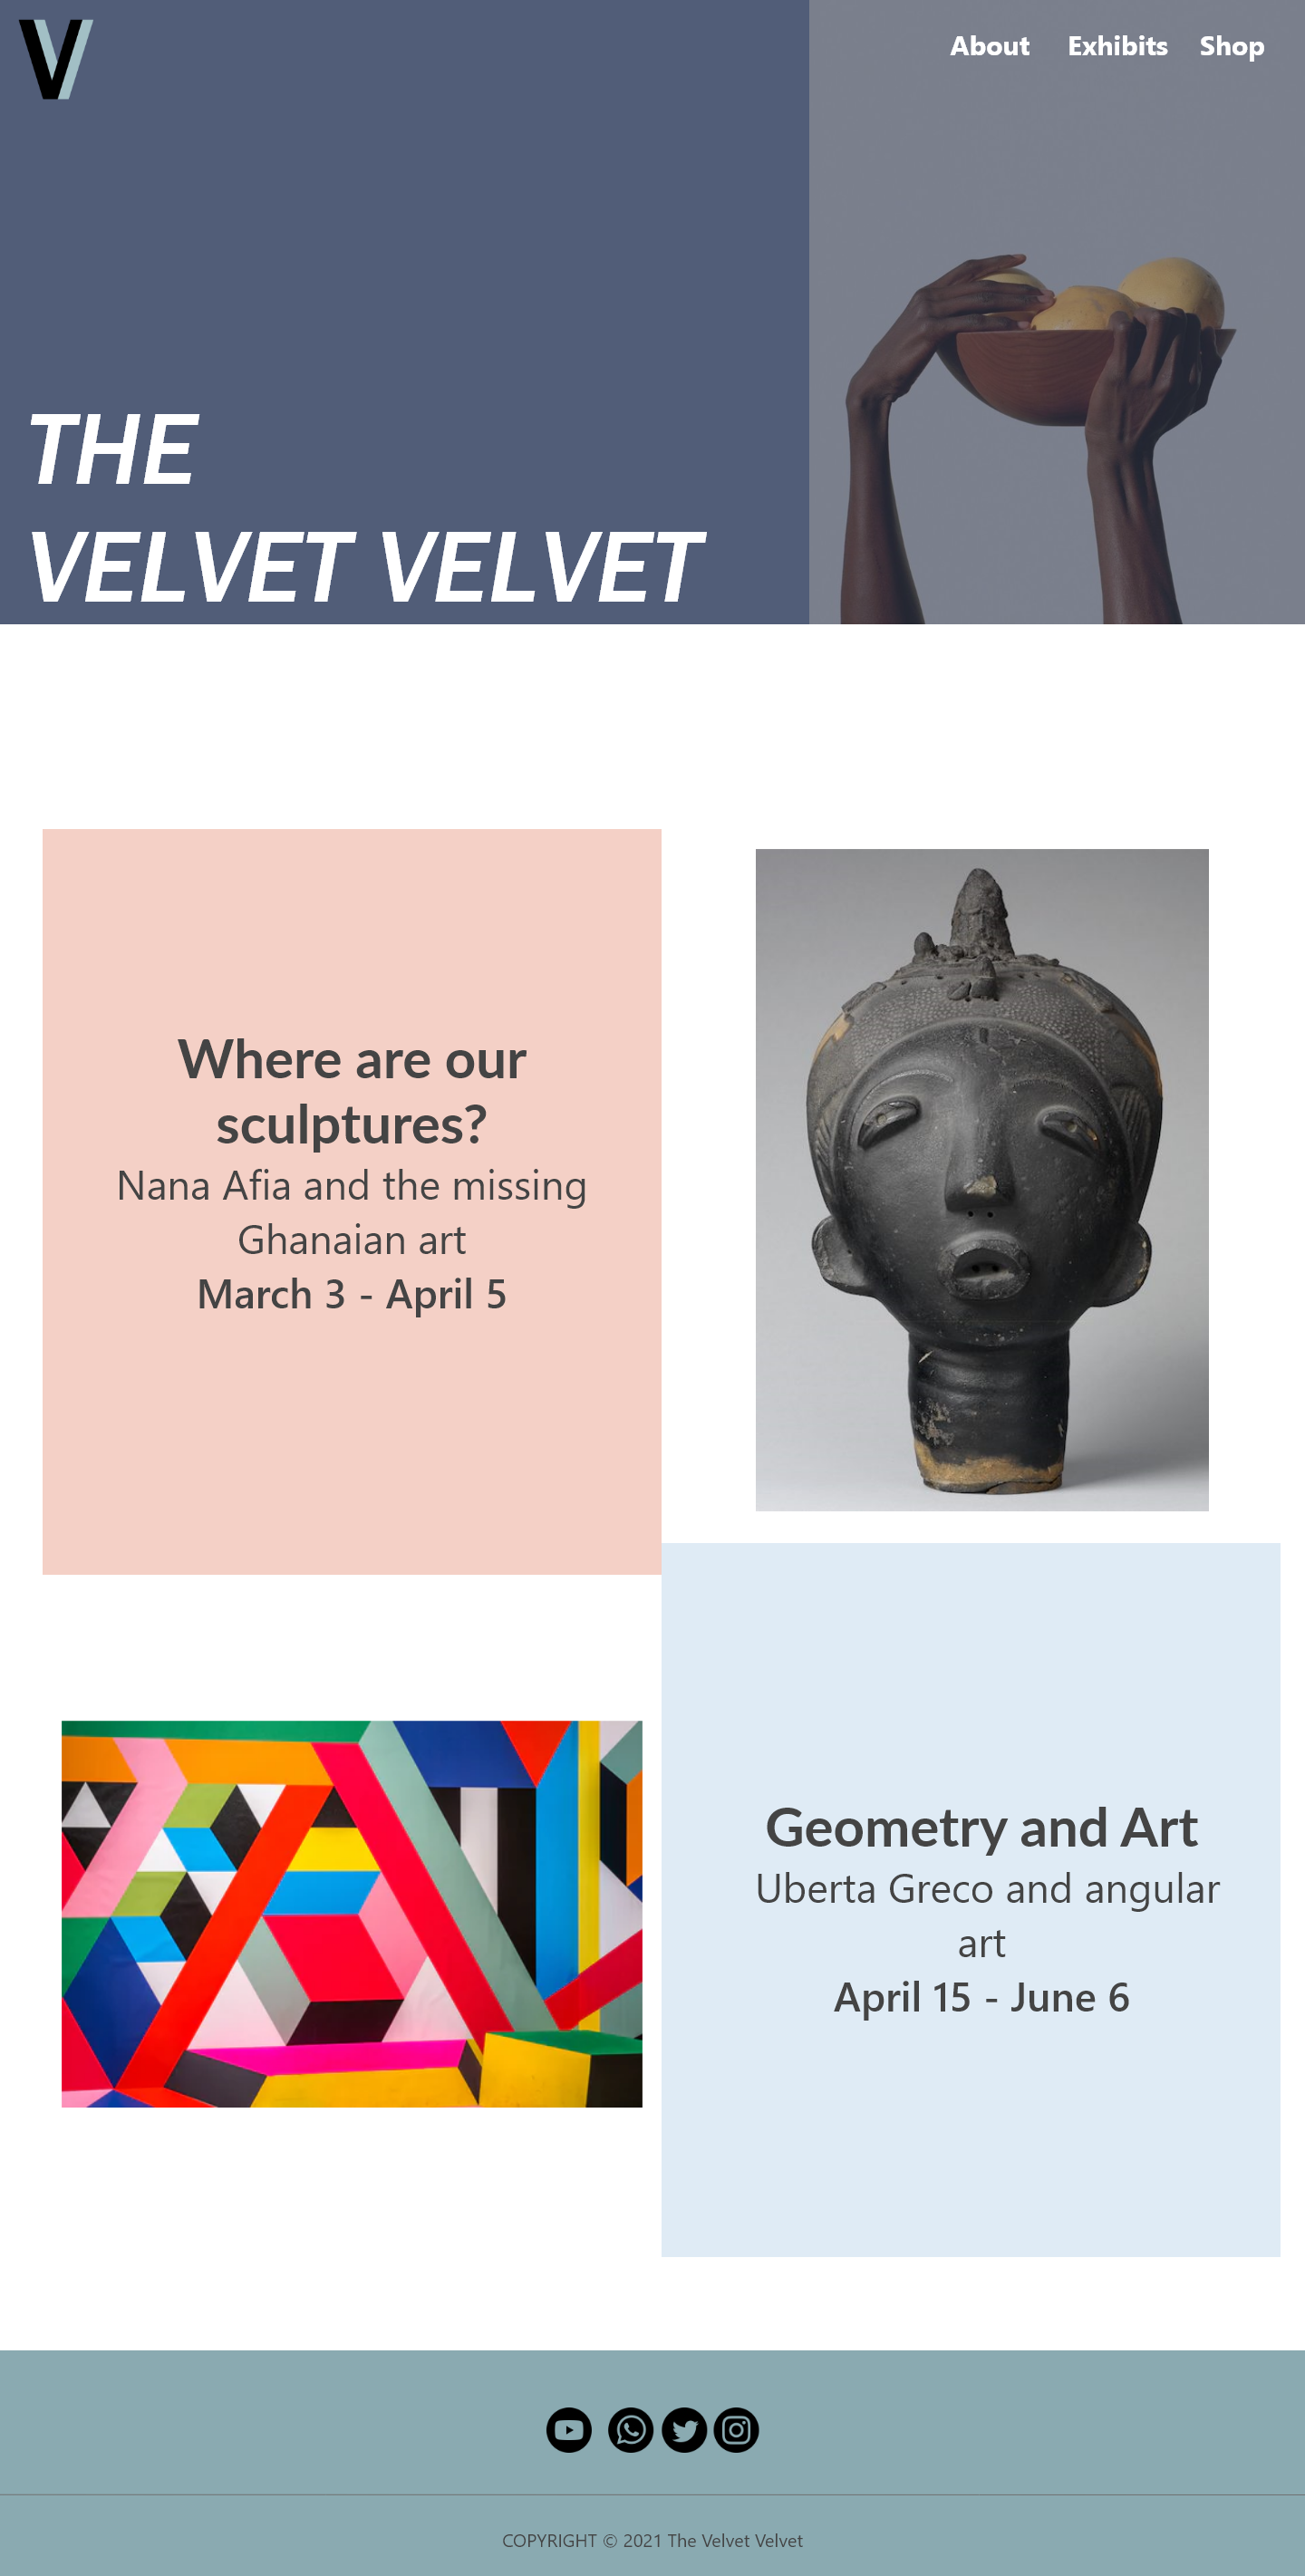 V
About Exhibits Shop
THE
VELVET VELVET
Where are our
sculptures?
Nana Afia and the missing
Ghanaian art
March 3 - April 5
Geometry and Art
Uberta Greco and angular
art
April 15 - June 6
COPYRIGHT © 2021 The Velvet Velvet